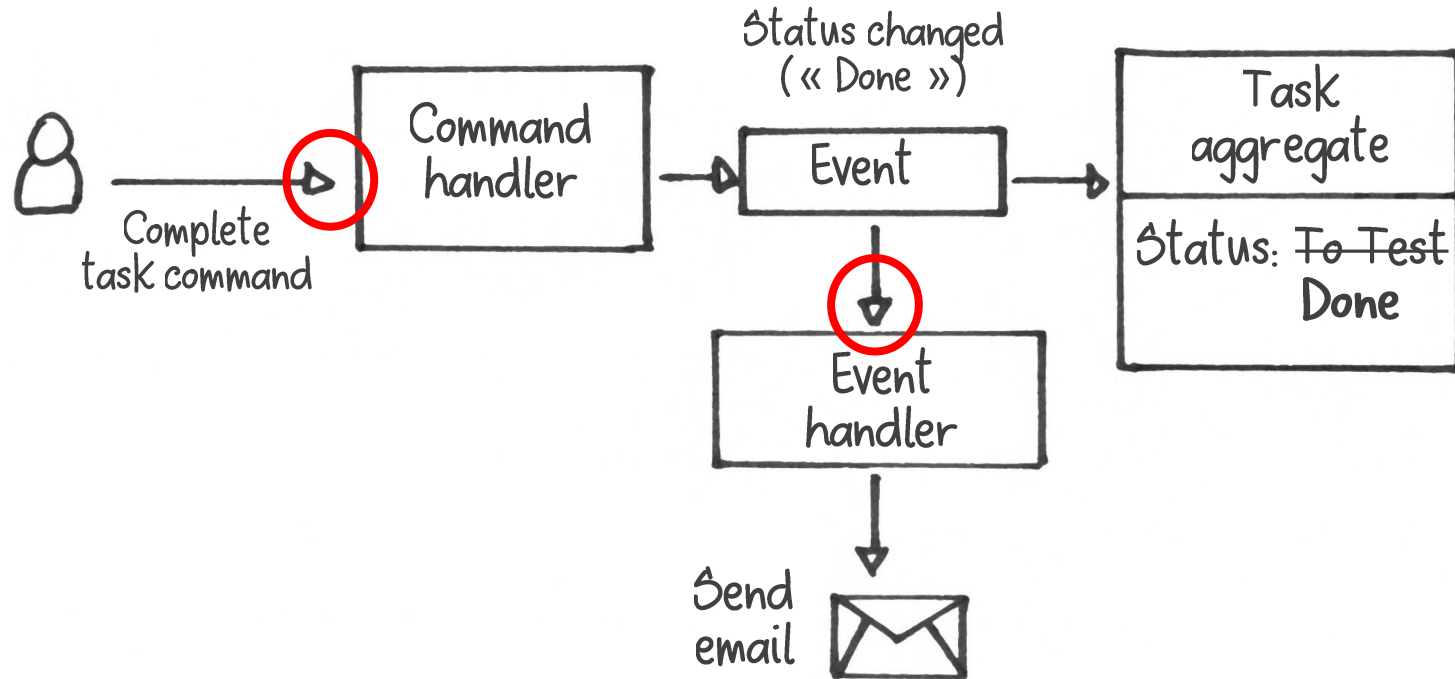 Complete
task command
Command
handler
Status changed
(« Done »)
Event
Task
aggregate
Status: To Test
Done
Event
handler
Send
email